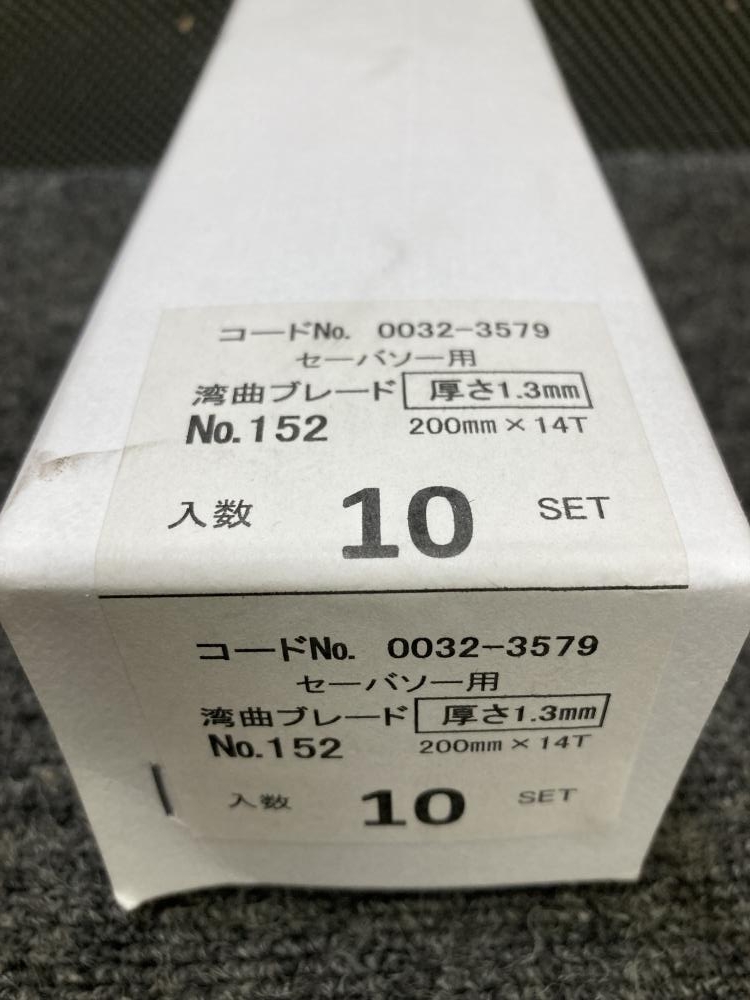 コードNo. 0032-3579
セーバソー用
湾曲ブレード 厚さ1.3mm
No.152 200mm×14T
入数 10 SET
コードNo. 0032-3579
セーバソー用
湾曲ブレード 厚さ1.3mm
No.152 200mm×14T
入数 10 SET